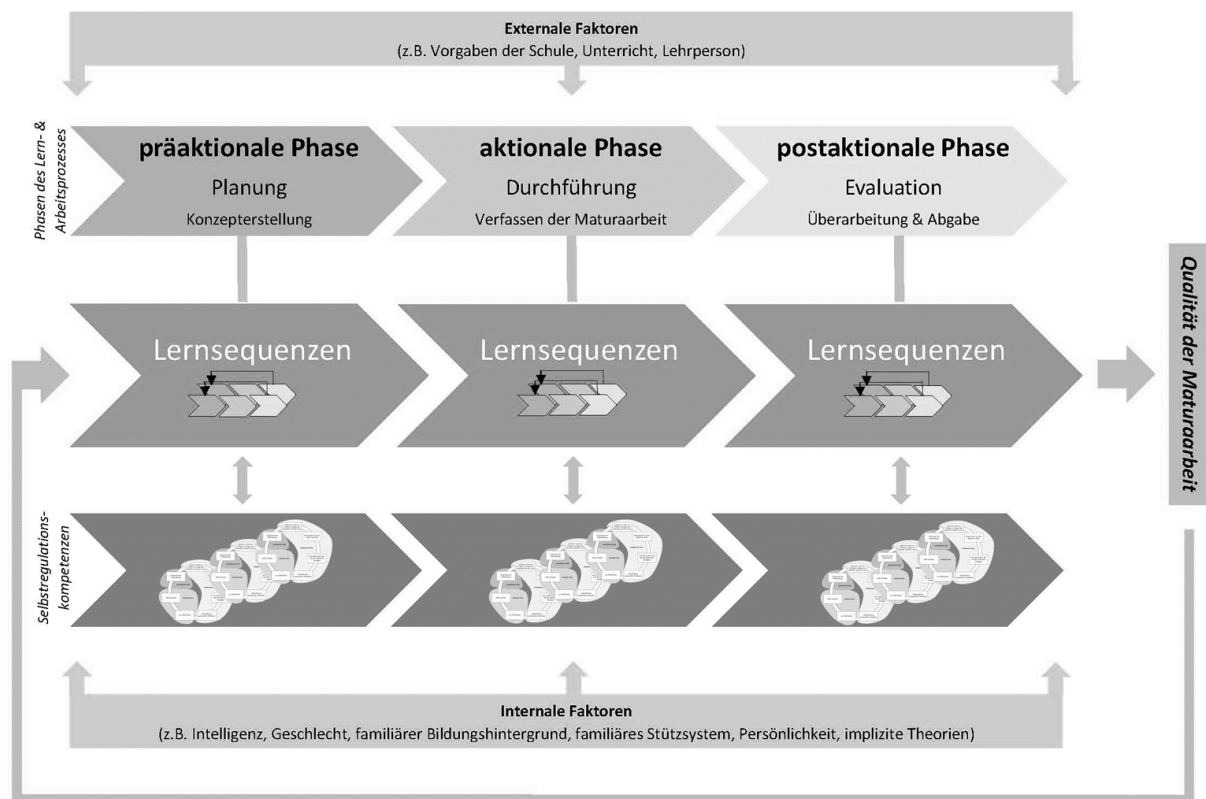 Externale Faktoren
(z.B. Vorgaben der Schule, Unterricht, Lehrperson)
Phasen des Lern- &
Arbeitsprozesses
präaktionale Phase
Planung
Konzepterstellung
aktionale Phase
Durchführung
Verfassen der Maturaarbeit
postaktionale Phase
Evaluation
Überarbeitung & Abgabe
Lernsequenzen
Lernsequenzen
Lernsequenzen
Qualität der Maturaarbeit
Selbstregulations-
kompetenzen
Internale Faktoren
(z.B. Intelligenz, Geschlecht, familiärer Bildungshintergrund, familiäres Stützsystem, Persönlichkeit, implizite Theorien)